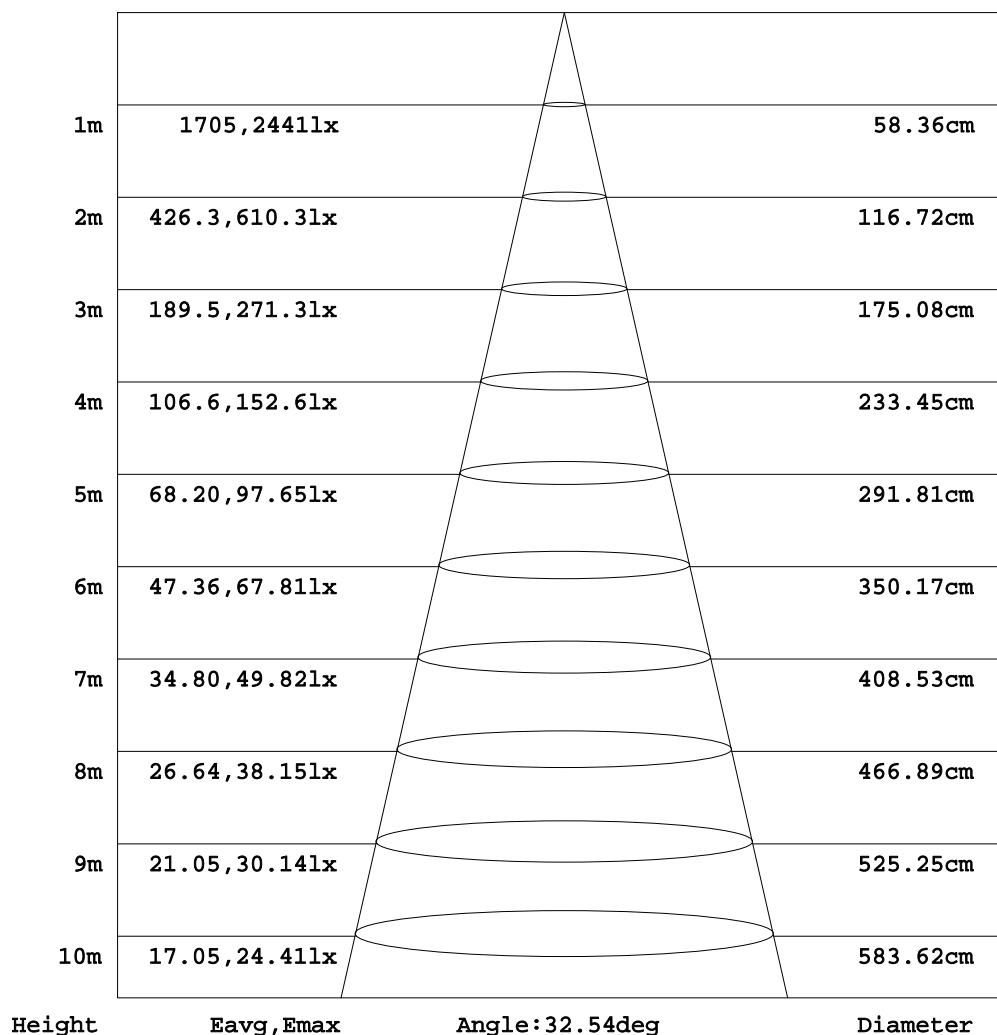 1m 1705,2441lx 58.36cm
2m 426.3,610.3lx 116.72cm
3m 189.5,271.3lx 175.08cm
4m 106.6,152.6lx 233.45cm
5m 68.20,97.65lx 291.81cm
6m 47.36,67.81lx 350.17cm
7m 34.80,49.82lx 408.53cm
8m 26.64,38.15lx 466.89cm
9m 21.05,30.14lx 525.25cm
10m 17.05,24.41lx 583.62cm
Height Eavg,Emax Angle:32.54deg Diameter